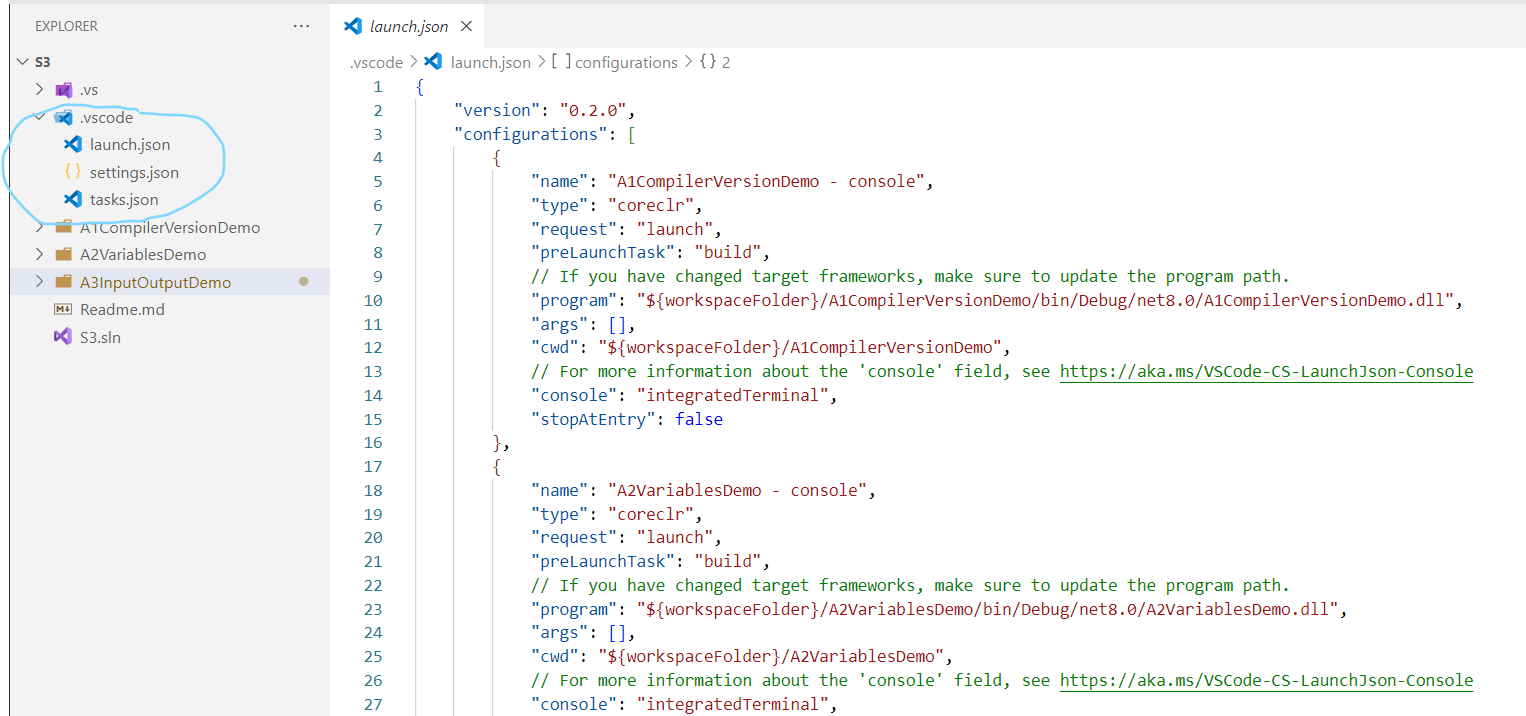 EXPLORER ...
S3
.vs
.vscode
launch.json
settings.json
tasks.json
A1CompilerVersionDemo
A2VariablesDemo
A3InputOutputDemo
Readme.md
S3.sln
launch.json
.vscode > launch.json > [ ] configurations > {} 2
1 {
2 "version": "0.2.0",
3 "configurations": [
4 {
5 "name": "A1CompilerVersionDemo - console",
6 "type": "coreclr",
7 "request": "launch",
8 "preLaunchTask": "build",
9 // If you have changed target frameworks, make sure to update the program path.
10 "program": "${workspaceFolder}/A1CompilerVersionDemo/bin/Debug/net8.0/A1CompilerVersionDemo.dll",
11 "args": [],
12 "cwd": "${workspaceFolder}/A1CompilerVersionDemo",
13 // For more information about the 'console' field, see https://aka.ms/VSCode-CS-LaunchJson-Console
14 "console": "integratedTerminal",
15 "stopAtEntry": false
16 },
17 {
18 "name": "A2VariablesDemo - console",
19 "type": "coreclr",
20 "request": "launch",
21 "preLaunchTask": "build",
22 // If you have changed target frameworks, make sure to update the program path.
23 "program": "${workspaceFolder}/A2VariablesDemo/bin/Debug/net8.0/A2VariablesDemo.dll",
24 "args": [],
25 "cwd": "${workspaceFolder}/A2VariablesDemo",
26 // For more information about the 'console' field, see https://aka.ms/VSCode-CS-LaunchJson-Console
27 "console": "integratedTerminal",